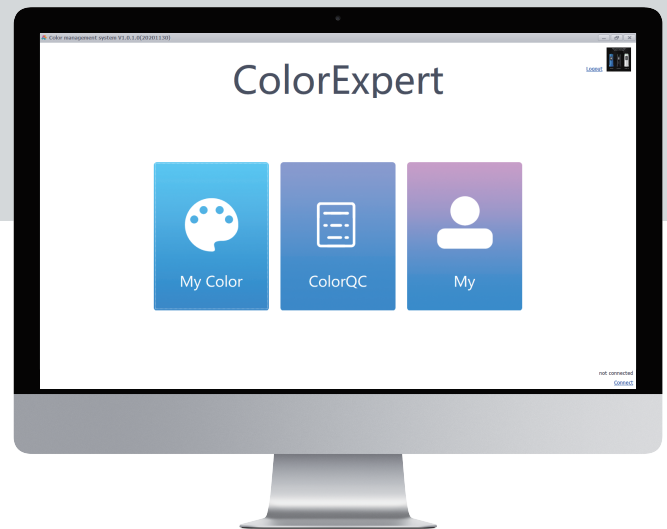 Color management system V1.0.1.0(20201130)
Logout
ColorExpert
My Color
ColorQC
My
not connected
Connect